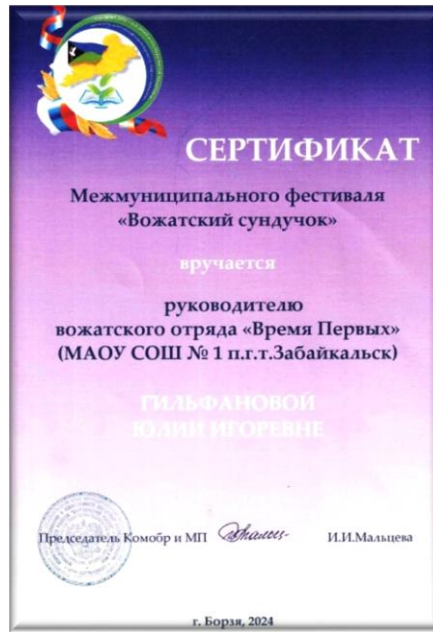 СЕРТИФИКАТ
Межмуниципального фестиваля
«Вожатский сундучок»
вручается
руководителю
вожатского отряда «Время Первых»
(МАОУ СОШ № 1 п.г.т.Забайкальск)
ГИЛЬФАНОВОЙ
ЮЛИИ ИГОРЕВНЕ
Председатель Комобр и МП И.И.Мальцева
г. Борзя, 2024